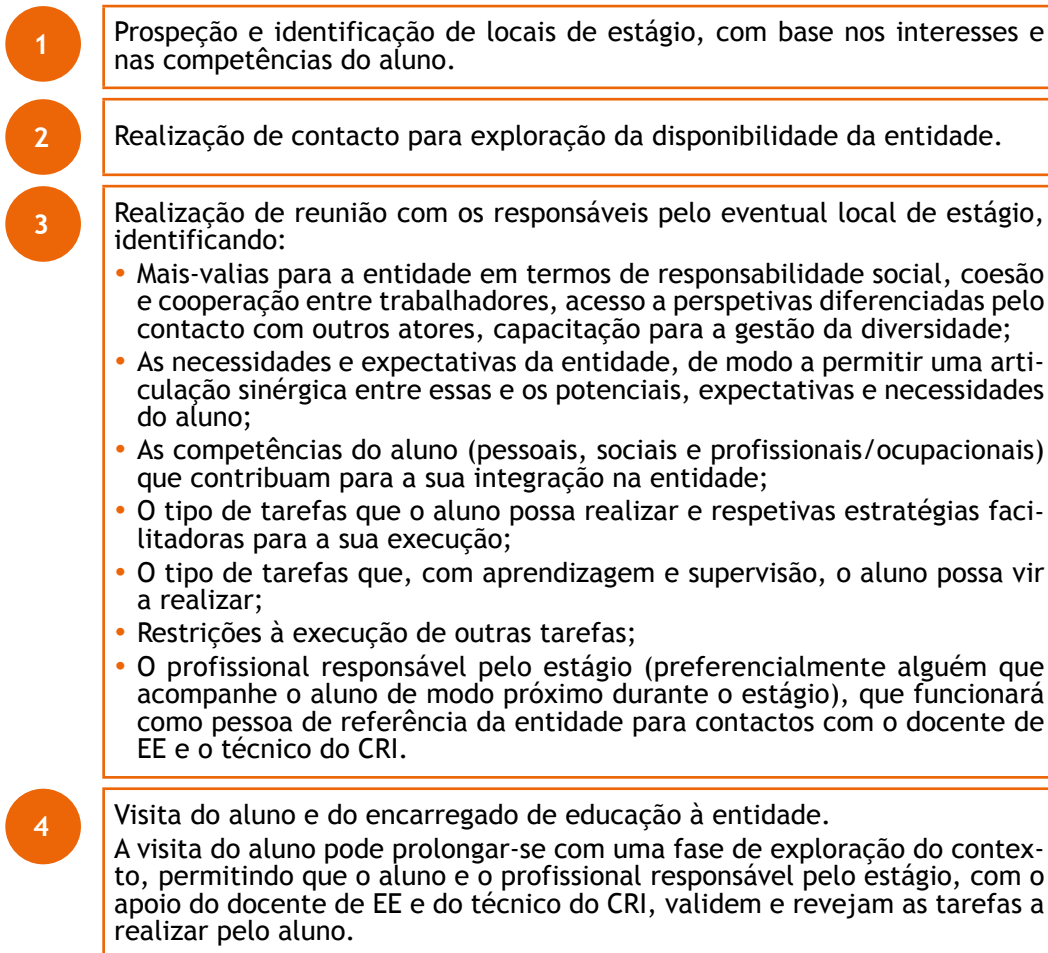 1
Prospeção e identificação de locais de estágio, com base nos interesses e
nas competências do aluno.
2
Realização de contacto para exploração da disponibilidade da entidade.
3
Realização de reunião com os responsáveis pelo eventual local de estágio,
identificando:
• Mais-valias para a entidade em termos de responsabilidade social, coesão
e cooperação entre trabalhadores, acesso a perspetivas diferenciadas pelo
contacto com outros atores, capacitação para a gestão da diversidade;
• As necessidades e expectativas da entidade, de modo a permitir uma arti-
culação sinérgica entre essas e os potenciais, expectativas e necessidades
do aluno;
• As competências do aluno (pessoais, sociais e profissionais/ocupacionais)
que contribuam para a sua integração na entidade;
• O tipo de tarefas que o aluno possa realizar e respetivas estratégias faci-
litadoras para a sua execução;
• O tipo de tarefas que, com aprendizagem e supervisão, o aluno possa vir
a realizar;
• Restrições à execução de outras tarefas;
• O profissional responsável pelo estágio (preferencialmente alguém que
acompanhe o aluno de modo próximo durante o estágio), que funcionará
como pessoa de referência da entidade para contactos com o docente de
EE e o técnico do CRI.
4
Visita do aluno e do encarregado de educação à entidade.
A visita do aluno pode prolongar-se com uma fase de exploração do contex-
to, permitindo que o aluno e o profissional responsável pelo estágio, com o
apoio do docente de EE e do técnico do CRI, validem e revejam as tarefas a
realizar pelo aluno.